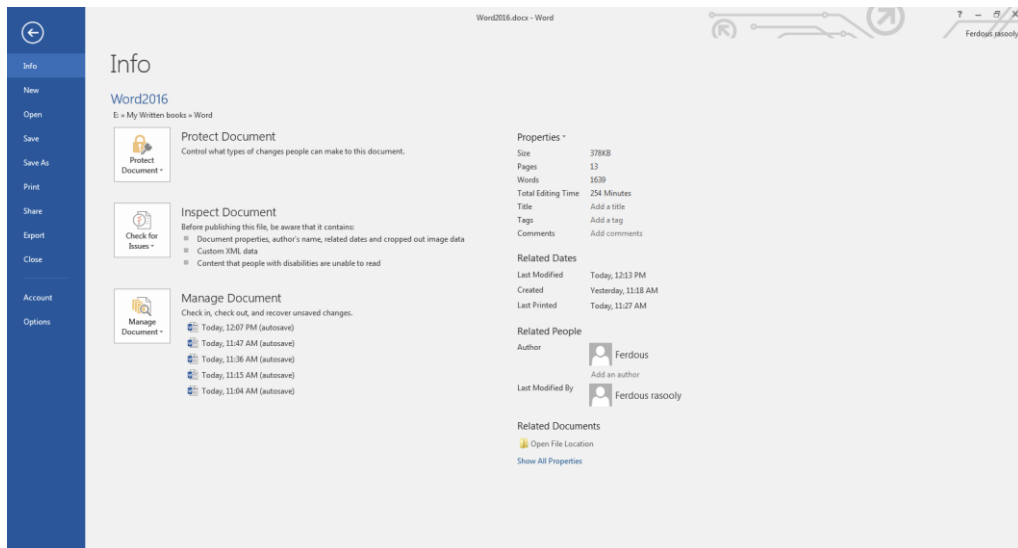 Word2016.docx - Word
? – X
Ferdous rasooly
Info
New
Open
Save
Save As
Print
Share
Export
Close
Account
Options
Info
Word2016
E: » My Written books » Word
Protect Document
Control what types of changes people can make to this document.
Protect
Document
Inspect Document
Before publishing this file, be aware that it contains:
Document properties, author's name, related dates and cropped out image data
Custom XML data
Content that people with disabilities are unable to read
Check for
Issues
Manage Document
Check in, check out, and recover unsaved changes.
Today, 12:07 PM (autosave)
Today, 11:47 AM (autosave)
Today, 11:36 AM (autosave)
Today, 11:15 AM (autosave)
Today, 11:04 AM (autosave)
Manage
Document
Properties
Size 378KB
Pages 13
Words 1639
Total Editing Time 254 Minutes
Title Add a title
Tags Add a tag
Comments Add comments
Related Dates
Last Modified Today, 12:13 PM
Created Yesterday, 11:18 AM
Last Printed Today, 11:27 AM
Related People
Author Ferdous
Add an author
Last Modified By Ferdous rasooly
Related Documents
Open File Location
Show All Properties